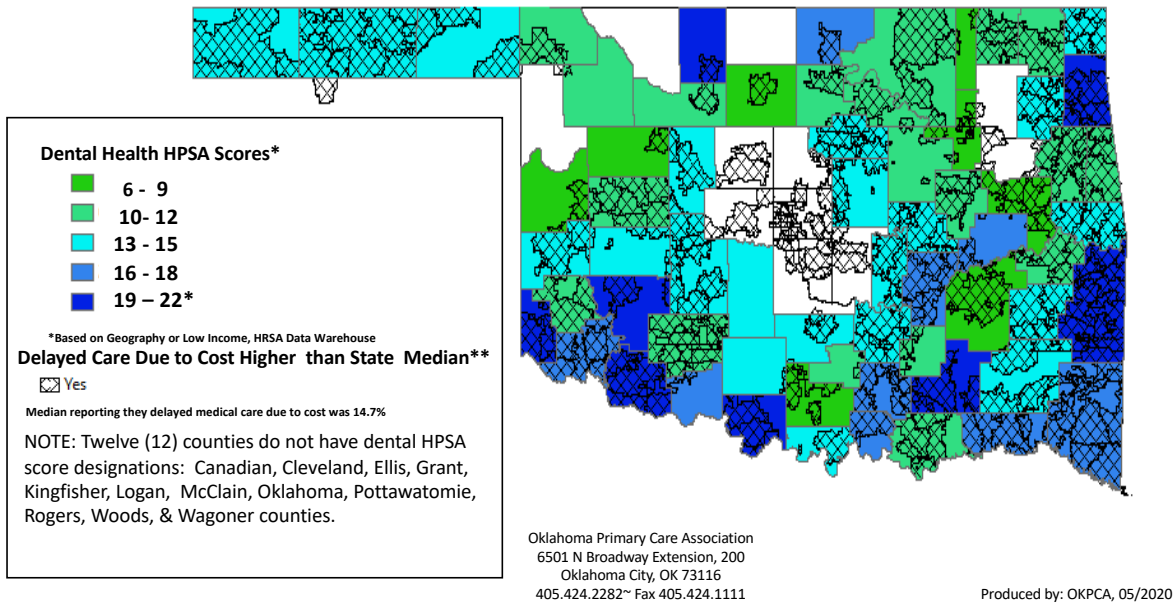 Dental Health HPSA Scores*
6 - 9
10- 12
13 - 15
16 - 18
19 – 22*
*Based on Geography or Low Income, HRSA Data Warehouse
Delayed Care Due to Cost Higher than State Median**
Yes
Median reporting they delayed medical care due to cost was 14.7%
NOTE: Twelve (12) counties do not have dental HPSA
score designations: Canadian, Cleveland, Ellis, Grant,
Kingfisher, Logan, McClain, Oklahoma, Pottawatomie,
Rogers, Woods, & Wagoner counties.
Oklahoma Primary Care Association
6501 N Broadway Extension, 200
Oklahoma City, OK 73116
405.424.2282~ Fax 405.424.1111
Produced by: OKPCA, 05/2020